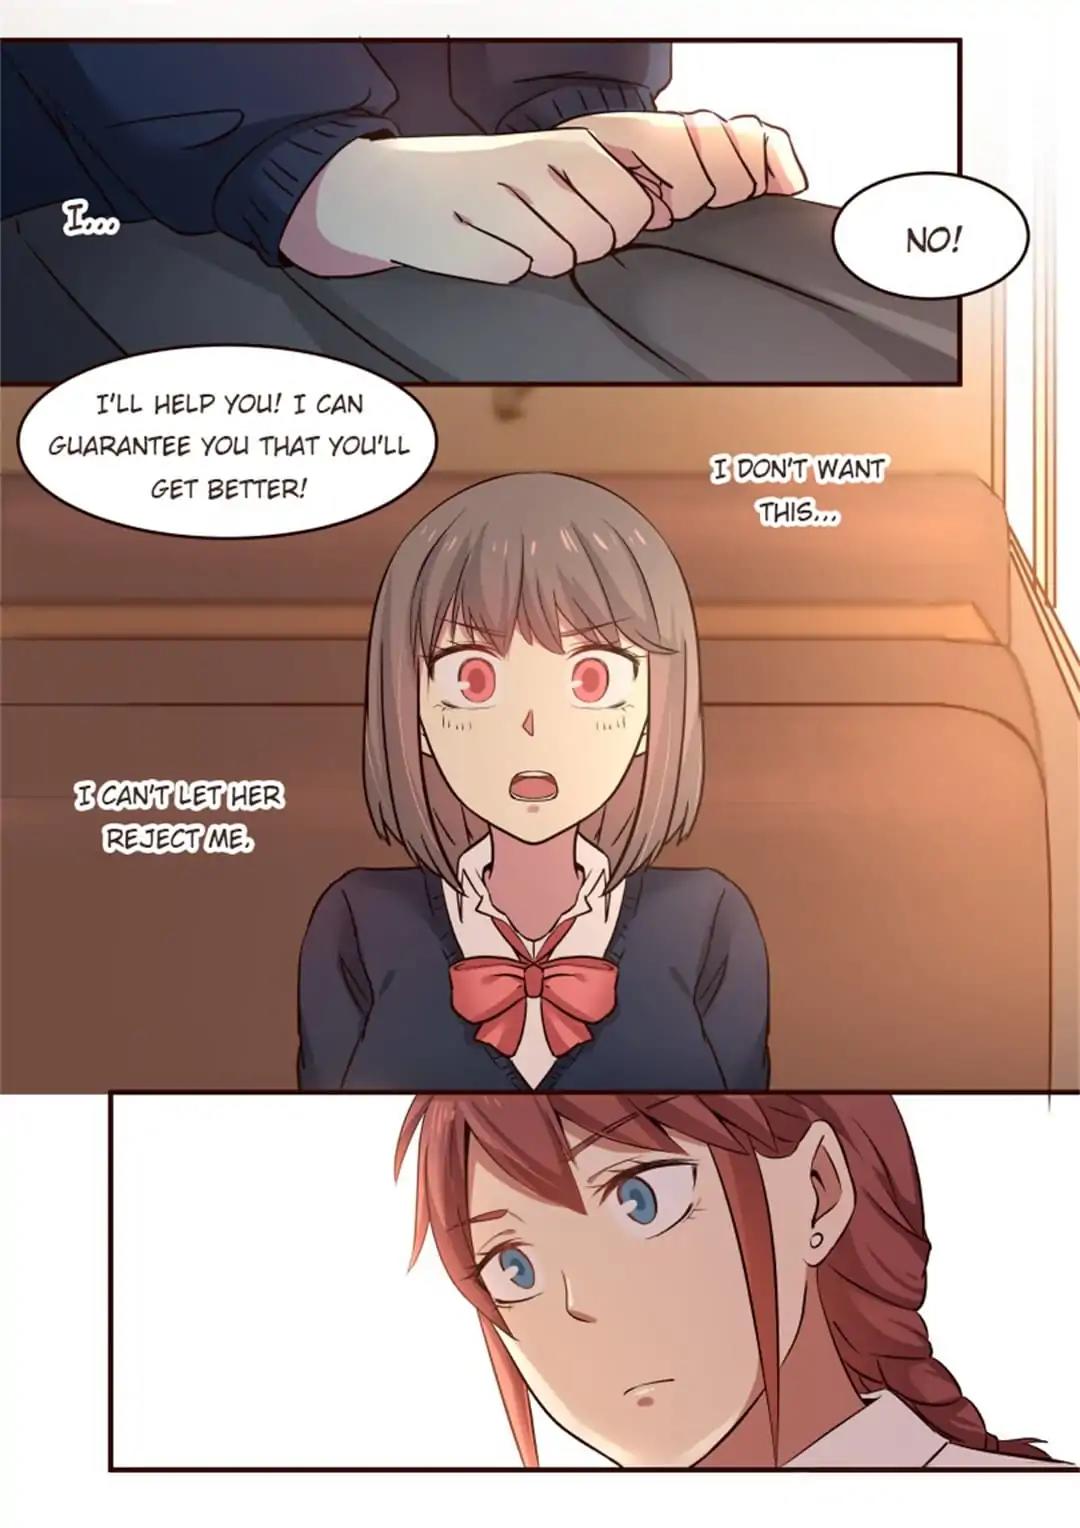 I...
NO!
I'LL HELP YOU! I CAN
GUARANTEE YOU THAT YOU'LL
GET BETTER!
I DON'T WANT
THIS...
I CAN'T LET HER
REJECT ME.